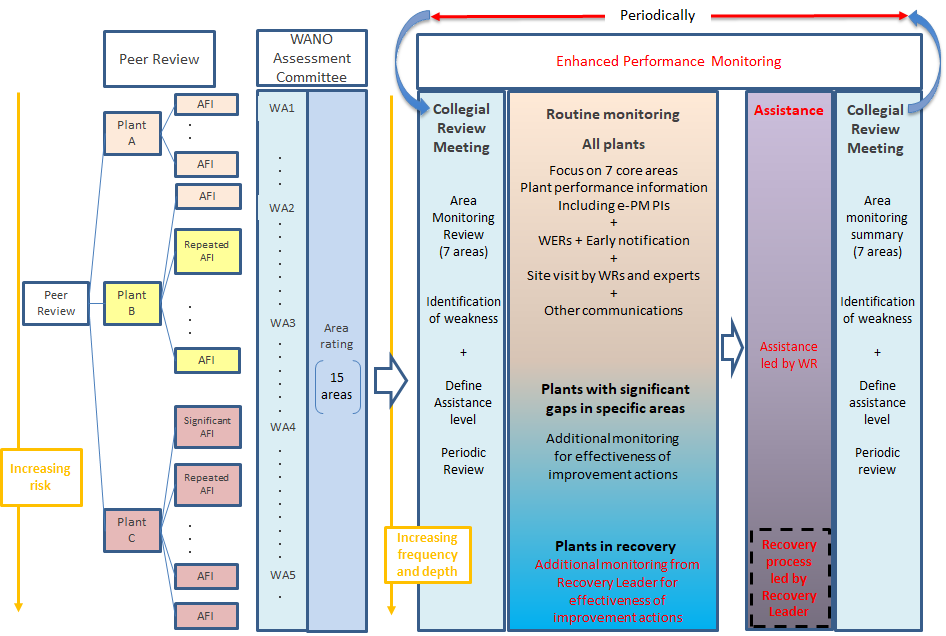 Periodically
Peer Review
WANO
Assessment
Committee
Enhanced Performance Monitoring
Peer
Review
Increasing
risk
Plant
A
Plant
B
Plant
C
AFI
.
.
AFI
AFI
Repeated
AFI
.
.
.
AFI
Significant
AFI
Repeated
AFI
.
.
.
AFI
AFI
WA1
.
.
.
WA2
.
.
.
.
.
.
.
WA3
.
.
.
.
.
.
WA4
.
.
.
.
.
.
.
.
.
WA5
.
Area
rating
15
areas
Increasing
frequency
and depth
Collegial
Review
Meeting
Area
Monitoring
Review
(7 areas)
Identification
of weakness
+
Define
Assistance
level
Periodic
Review
Routine monitoring
All plants
Focus on 7 core areas
Plant performance information
Including e-PM PIs
+
WERs + Early notification
+
Site visit by WRs and experts
+
Other communications
Plants with significant
gaps in specific areas
Additional monitoring
for effectiveness of
improvement actions
Plants in recovery
Additional monitoring from
Recovery Leader for
effectiveness of
improvement actions
Assistance
Assistance
led by WR
Recovery
process
led by
Recovery
Leader
Collegial
Review
Meeting
Area
monitoring
summary
(7 areas)
Identification
of weakness
+
Define
assistance
level
Periodic
review